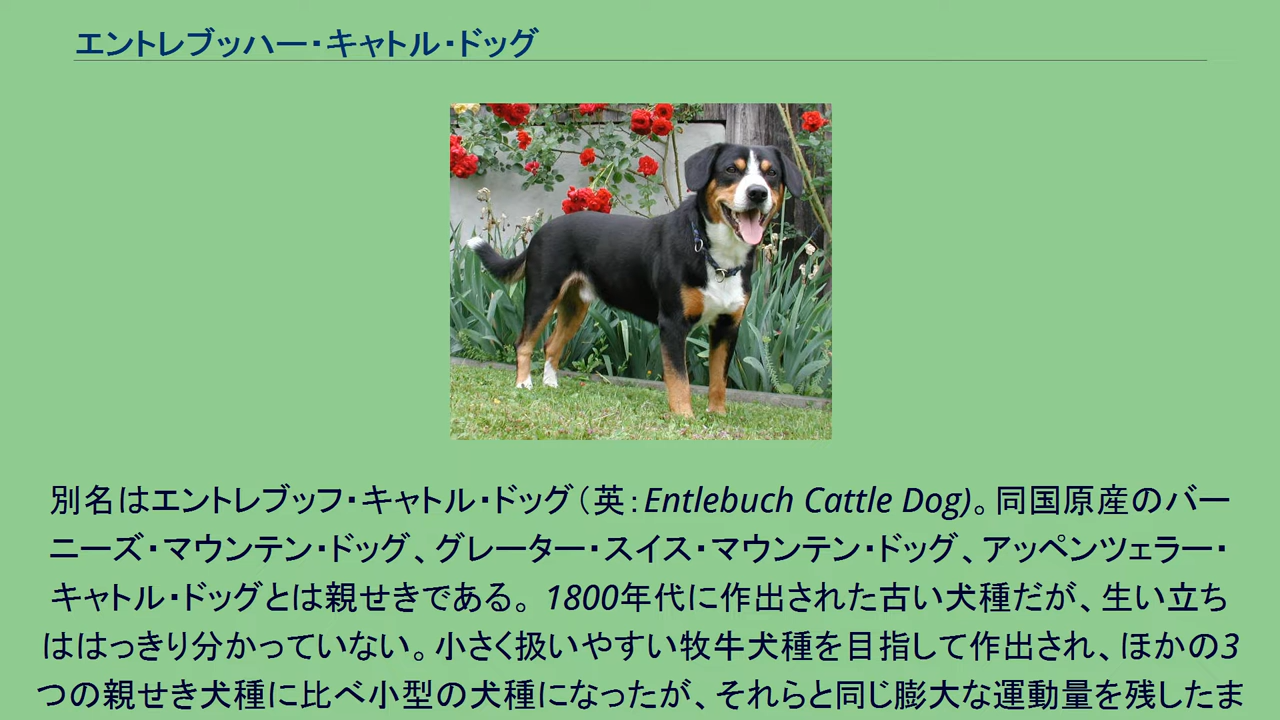 エントレブッハー・キャトル・ドッグ
別名はエントレブッフ・キャトル・ドッグ（英：Entlebuch Cattle Dog)。同国原産のバー
ニーズ・マウンテン・ドッグ、グレーター・スイス・マウンテン・ドッグ、アッペンツェラー・
キャトル・ドッグとは親せきである。 1800年代に作出された古い犬種だが、生い立ち
ははっきり分かっていない。小さく扱いやすい牧牛犬種を目指して作出され、ほかの3
つの親せき犬種に比べ小型の犬種になったが、それらと同じ膨大な運動量を残したま